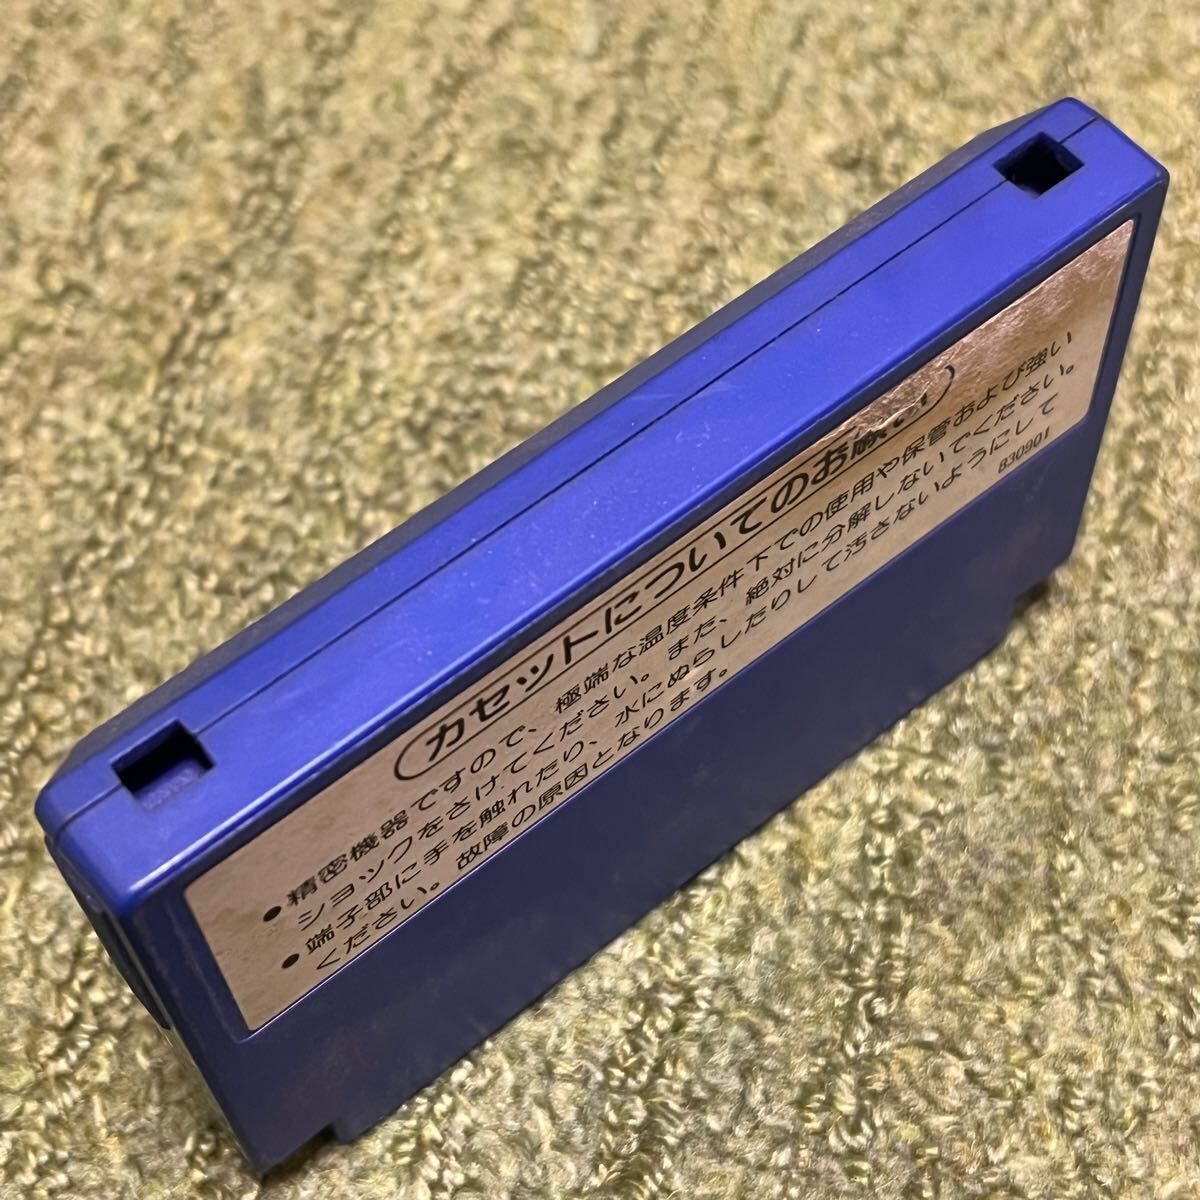 カセットについてのお願い
●精密機器ですので、極端な温度条件下での使用や保管および強い
ショックをさけてください。また、絶対に分解しないでください。
●端子部に手を触れたり、水にぬらしたりして汚さないようにして
ください。故障の原因となります。
830901